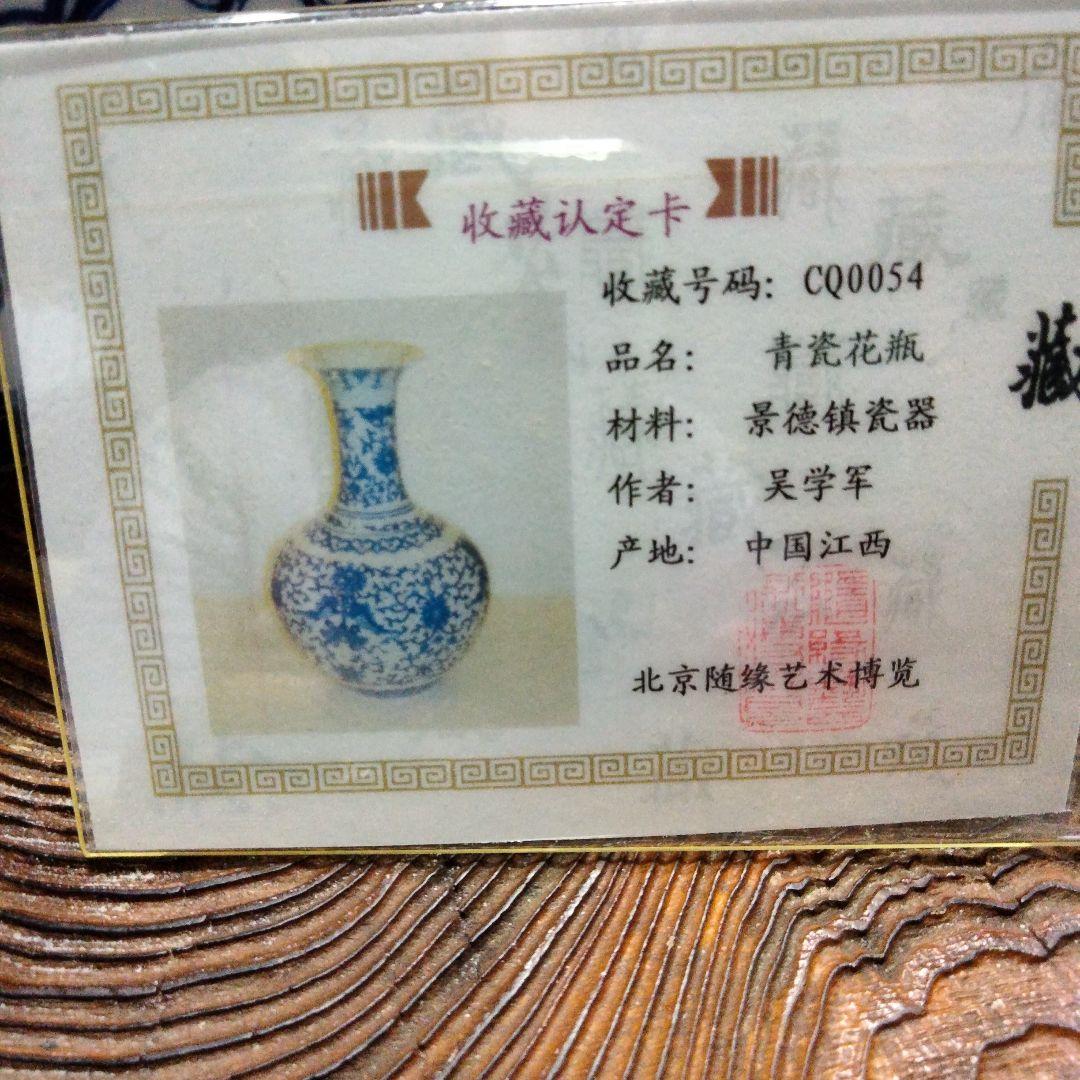 收藏认定卡
收藏号码: CQ0054
品名: 青瓷花瓶
材料: 景德镇瓷器
作者: 吴学军
产地: 中国江西
北京随缘艺术博览
藏